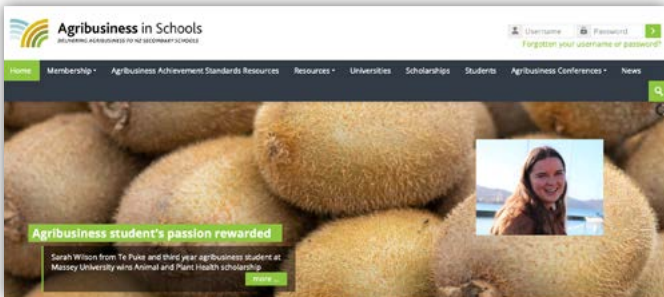 Agribusiness in Schools
DELIVERING AGRIBUSINESS TO NZ SECONDARY SCHOOLS
Username Password
Forgotten your username or password?
Home Membership Agribusiness Achievement Standards Resources Resources Universities Scholarships Students Agribusiness Conferences News
Agribusiness student's passion rewarded
Sarah Wilson from Te Puke and third year agribusiness student at
Massey University wins Animal and Plant Health scholarship
more ...